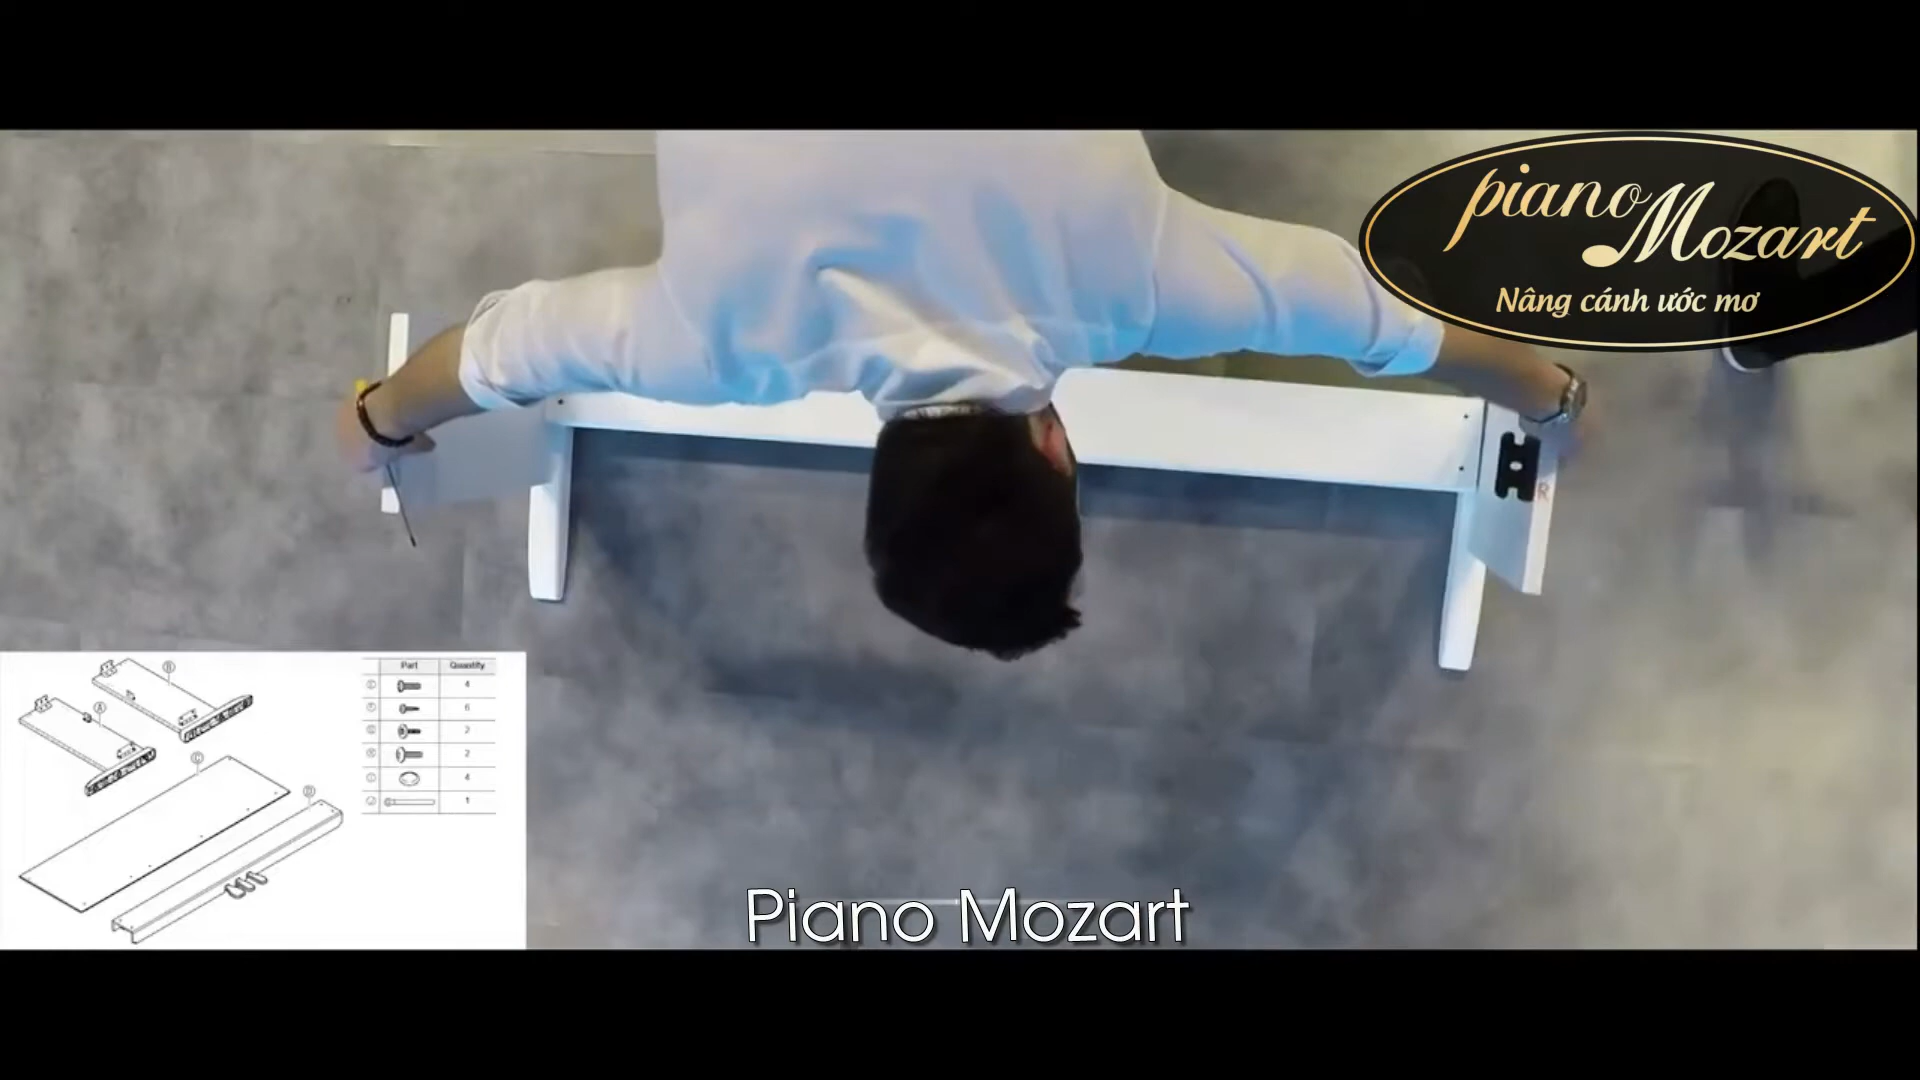 piano Mozart
Nâng cánh ước mơ
R
Part Quantity
4
6
2
2
4
1
A
B
C
D
Piano Mozart